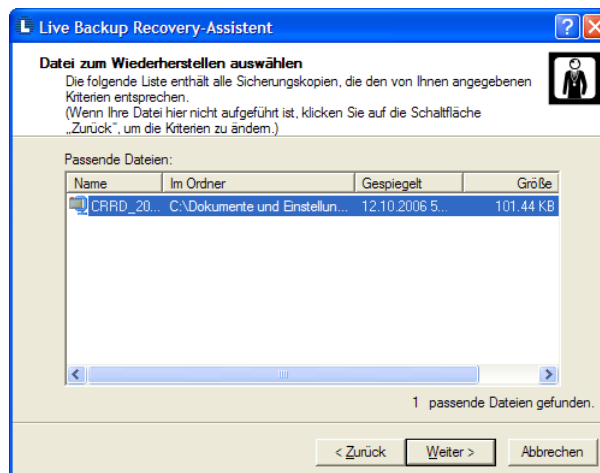 Live Backup Recovery-Assistent
Datei zum Wiederherstellen auswählen
Die folgende Liste enthält alle Sicherungskopien, die den von Ihnen angegebenen
Kriterien entsprechen.
(Wenn Ihre Datei hier nicht aufgeführt ist, klicken Sie auf die Schaltfläche
„Zurück", um die Kriterien zu ändern.)
Passende Dateien:
Name Im Ordner Gespiegelt Größe
CRRD_20... C:\Dokumente und Einstellun... 12.10.2006 5... 101.44 KB
1 passende Dateien gefunden.
< Zurück Weiter > Abbrechen